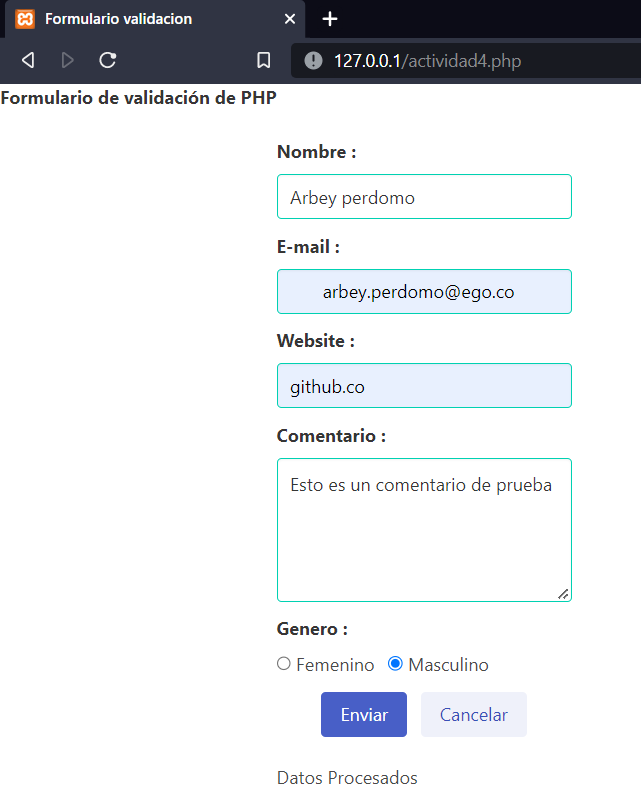 Formulario validacion
127.0.0.1/actividad4.php
Formulario de validación de PHP
Nombre :
Arbey perdomo
E-mail :
arbey.perdomo@ego.co
Website :
github.co
Comentario :
Esto es un comentario de prueba
Genero :
Femenino Masculino
Enviar Cancelar
Datos Procesados